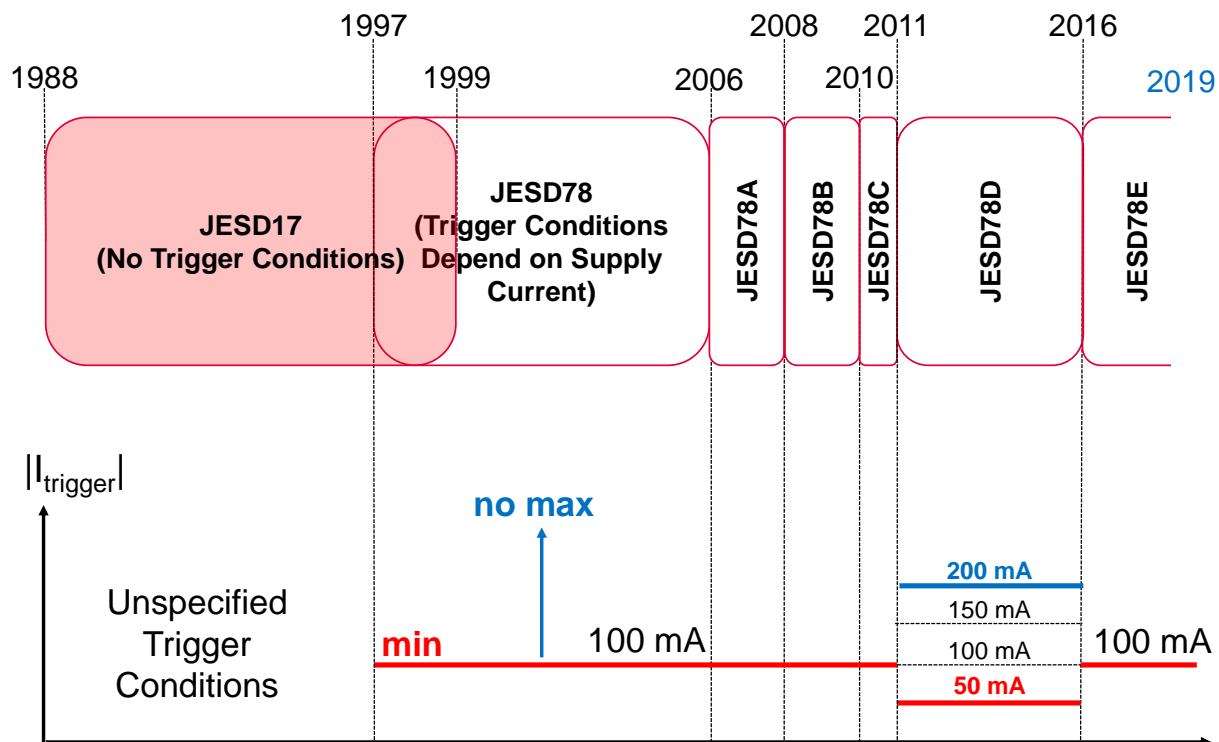 1997
2008
2011
2016
1988
1999
2006
2010
2019
JESD17
(No Trigger Conditions)
JESD78
(Trigger Conditions
Depend on Supply
Current)
JESD78A
JESD78B
JESD78C
JESD78D
JESD78E
|Itrigger|
no max
Unspecified
Trigger
Conditions
min
100 mA
200 mA
150 mA
100 mA
50 mA
100 mA